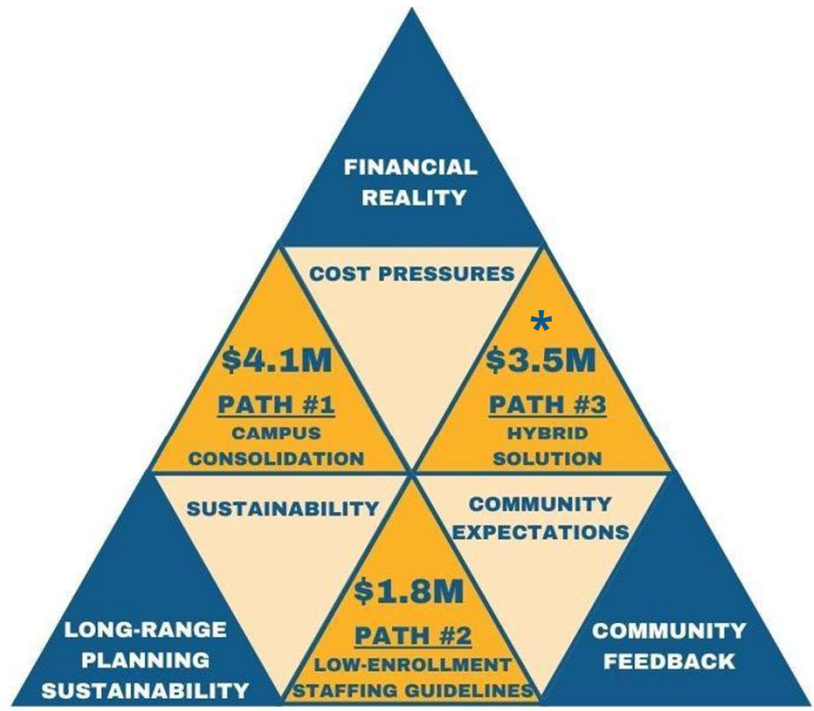 FINANCIAL
REALITY
COST PRESSURES
$4.1M
PATH #1
CAMPUS
CONSOLIDATION
*
$3.5M
PATH #3
HYBRID
SOLUTION
SUSTAINABILITY
COMMUNITY
EXPECTATIONS
$1.8M
PATH #2
LOW-ENROLLMENT
STAFFING GUIDELINES
LONG-RANGE
PLANNING
SUSTAINABILITY
COMMUNITY
FEEDBACK